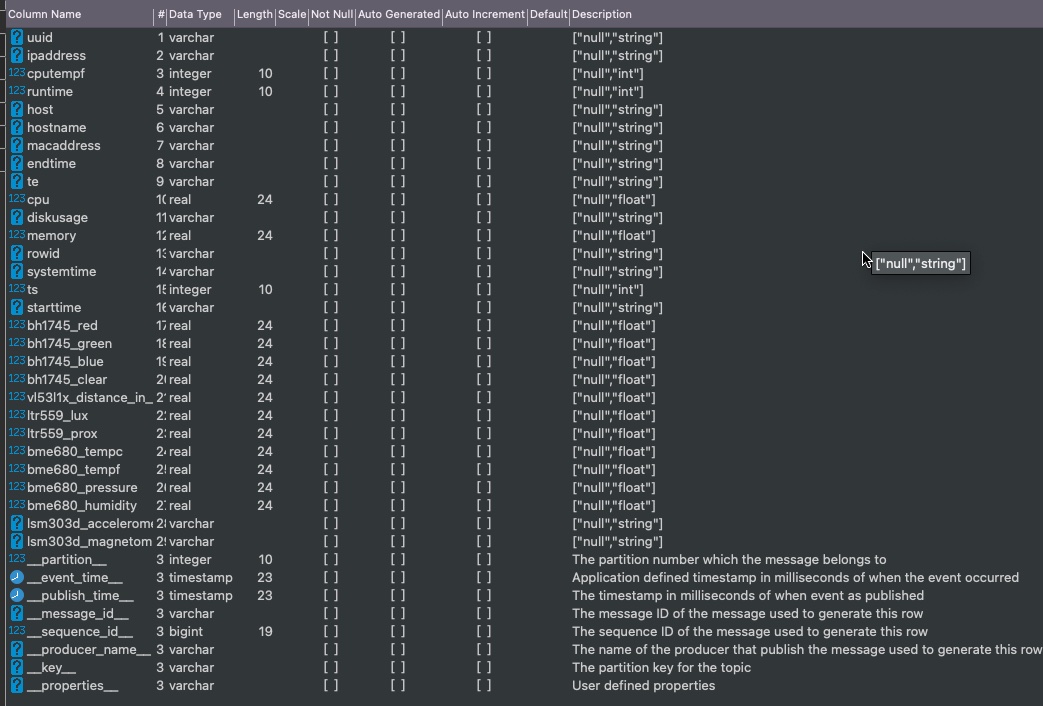 Column Name # Data Type Length Scale Not Null Auto Generated Auto Increment Default Description
uuid 1 varchar [ ] [ ] [ ] ["null","string"]
ipaddress 2 varchar [ ] [ ] [ ] ["null","string"]
123 cputempf 3 integer 10 [ ] [ ] [ ] ["null","int"]
123 runtime 4 integer 10 [ ] [ ] [ ] ["null","int"]
host 5 varchar [ ] [ ] [ ] ["null","string"]
hostname 6 varchar [ ] [ ] [ ] ["null","string"]
macaddress 7 varchar [ ] [ ] [ ] ["null","string"]
endtime 8 varchar [ ] [ ] [ ] ["null","string"]
te 9 varchar [ ] [ ] [ ] ["null","string"]
123 cpu 10 real 24 [ ] [ ] [ ] ["null","float"]
diskusage 11 varchar [ ] [ ] [ ] ["null","string"]
123 memory 12 real 24 [ ] [ ] [ ] ["null","float"]
rowid 13 varchar [ ] [ ] [ ] ["null","string"]
["null","string"]
systemtime 14 varchar [ ] [ ] [ ] ["null","string"]
123 ts 15 integer 10 [ ] [ ] [ ] ["null","int"]
starttime 16 varchar [ ] [ ] [ ] ["null","string"]
123 bh1745_red 17 real 24 [ ] [ ] [ ] ["null","float"]
123 bh1745_green 18 real 24 [ ] [ ] [ ] ["null","float"]
123 bh1745_blue 19 real 24 [ ] [ ] [ ] ["null","float"]
123 bh1745_clear 2 real 24 [ ] [ ] [ ] ["null","float"]
123 vl53l1x_distance_in_ 2 real 24 [ ] [ ] [ ] ["null","float"]
123 ltr559_lux 2 real 24 [ ] [ ] [ ] ["null","float"]
123 ltr559_prox 2 real 24 [ ] [ ] [ ] ["null","float"]
123 bme680_tempc 2 real 24 [ ] [ ] [ ] ["null","float"]
123 bme680_tempf 2 real 24 [ ] [ ] [ ] ["null","float"]
123 bme680_pressure 2 real 24 [ ] [ ] [ ] ["null","float"]
123 bme680_humidity 2 real 24 [ ] [ ] [ ] ["null","float"]
lsm303d_accelerom 2 varchar [ ] [ ] [ ] ["null","string"]
lsm303d_magnetom 2 varchar [ ] [ ] [ ] ["null","string"]
123 __partition__ 3 integer 10 [ ] [ ] [ ] The partition number which the message belongs to
__event_time__ 3 timestamp 23 [ ] [ ] [ ] Application defined timestamp in milliseconds of when the event occurred
__publish_time__ 3 timestamp 23 [ ] [ ] [ ] The timestamp in milliseconds of when event as published
__message_id__ 3 varchar [ ] [ ] [ ] The message ID of the message used to generate this row
123 __sequence_id__ 3 bigint 19 [ ] [ ] [ ] The sequence ID of the message used to generate this row
__producer_name__ 3 varchar [ ] [ ] [ ] The name of the producer that publish the message used to generate this row
__key__ 3 varchar [ ] [ ] [ ] The partition key for the topic
__properties__ 3 varchar [ ] [ ] [ ] User defined properties